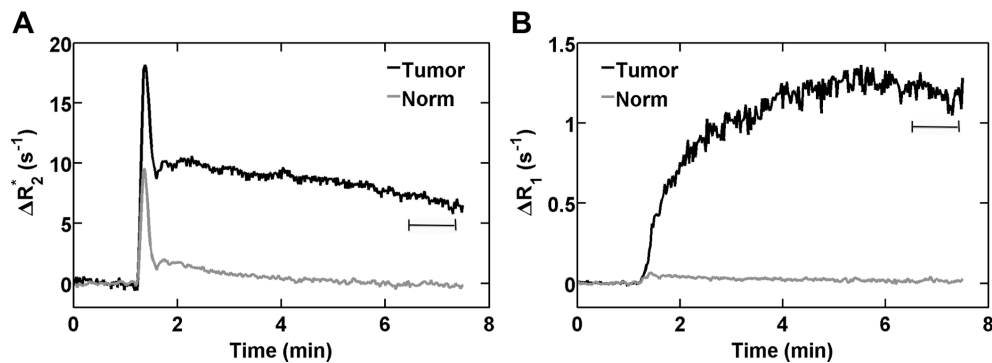 A
20
15
10
5
0
ΔR₂* (s⁻¹)
Tumor
Norm
0 2 4 6 8
Time (min)
B
1.5
1
0.5
0
ΔR₁ (s⁻¹)
Tumor
Norm
0 2 4 6 8
Time (min)